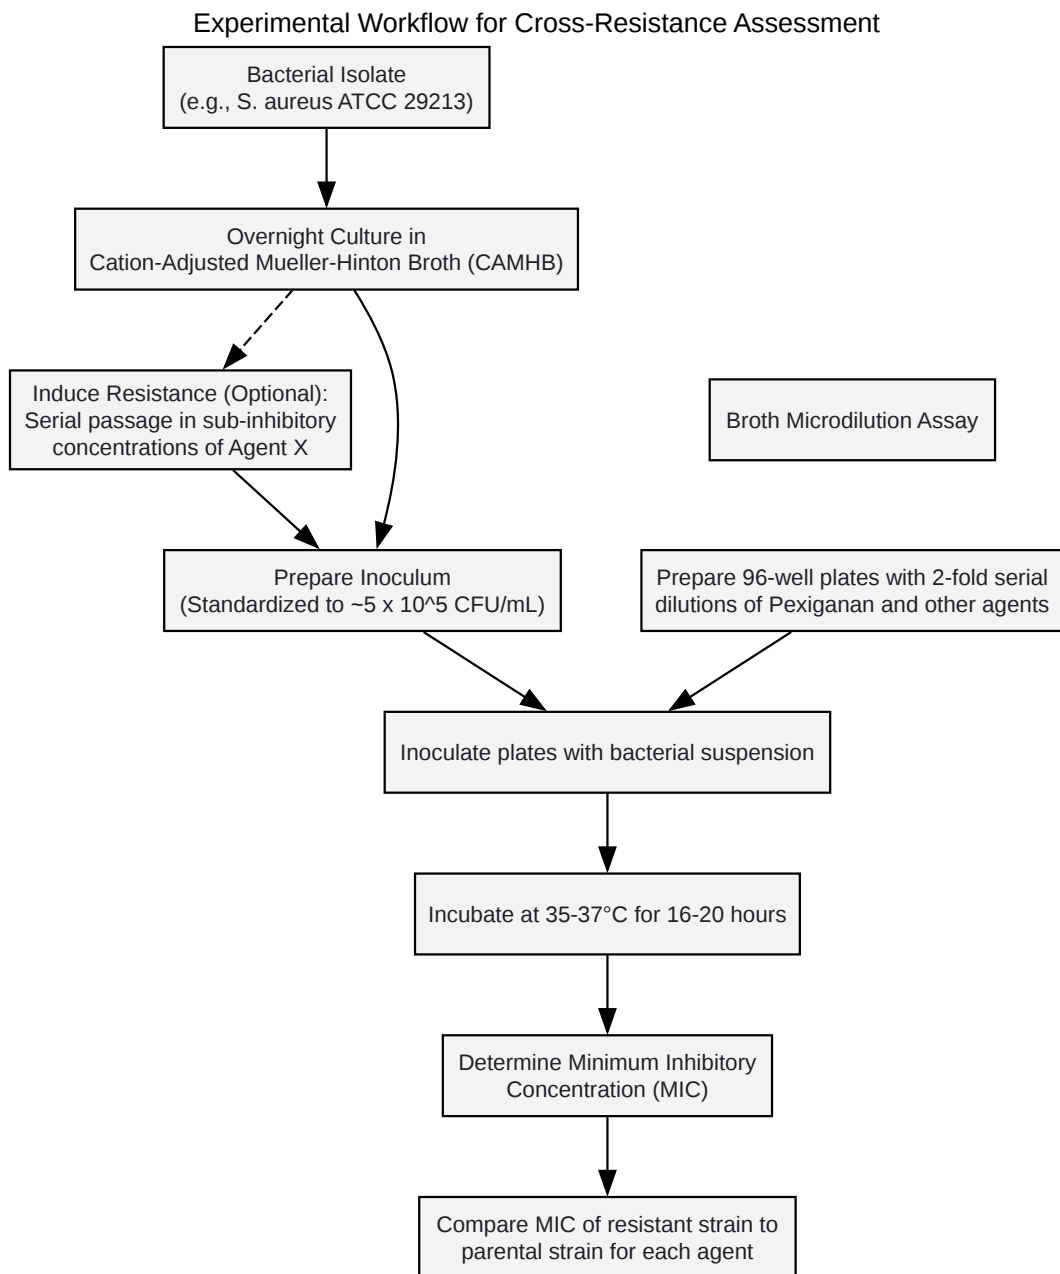 Experimental Workflow for Cross-Resistance Assessment
Bacterial Isolate
(e.g., S. aureus ATCC 29213)
Overnight Culture in
Cation-Adjusted Mueller-Hinton Broth (CAMHB)
Induce Resistance (Optional):
Serial passage in sub-inhibitory
concentrations of Agent X
Broth Microdilution Assay
Prepare Inoculum
(Standardized to ~5 x 10^5 CFU/mL)
Prepare 96-well plates with 2-fold serial
dilutions of Pexiganan and other agents
Inoculate plates with bacterial suspension
Incubate at 35-37°C for 16-20 hours
Determine Minimum Inhibitory
Concentration (MIC)
Compare MIC of resistant strain to
parental strain for each agent